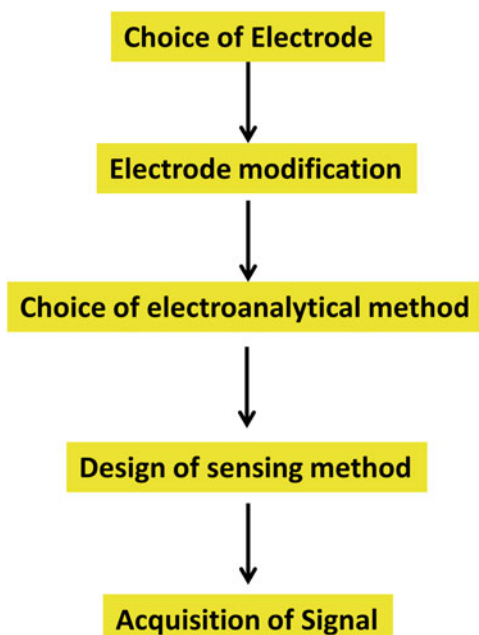 Choice of Electrode
Electrode modification
Choice of electroanalytical method
Design of sensing method
Acquisition of Signal